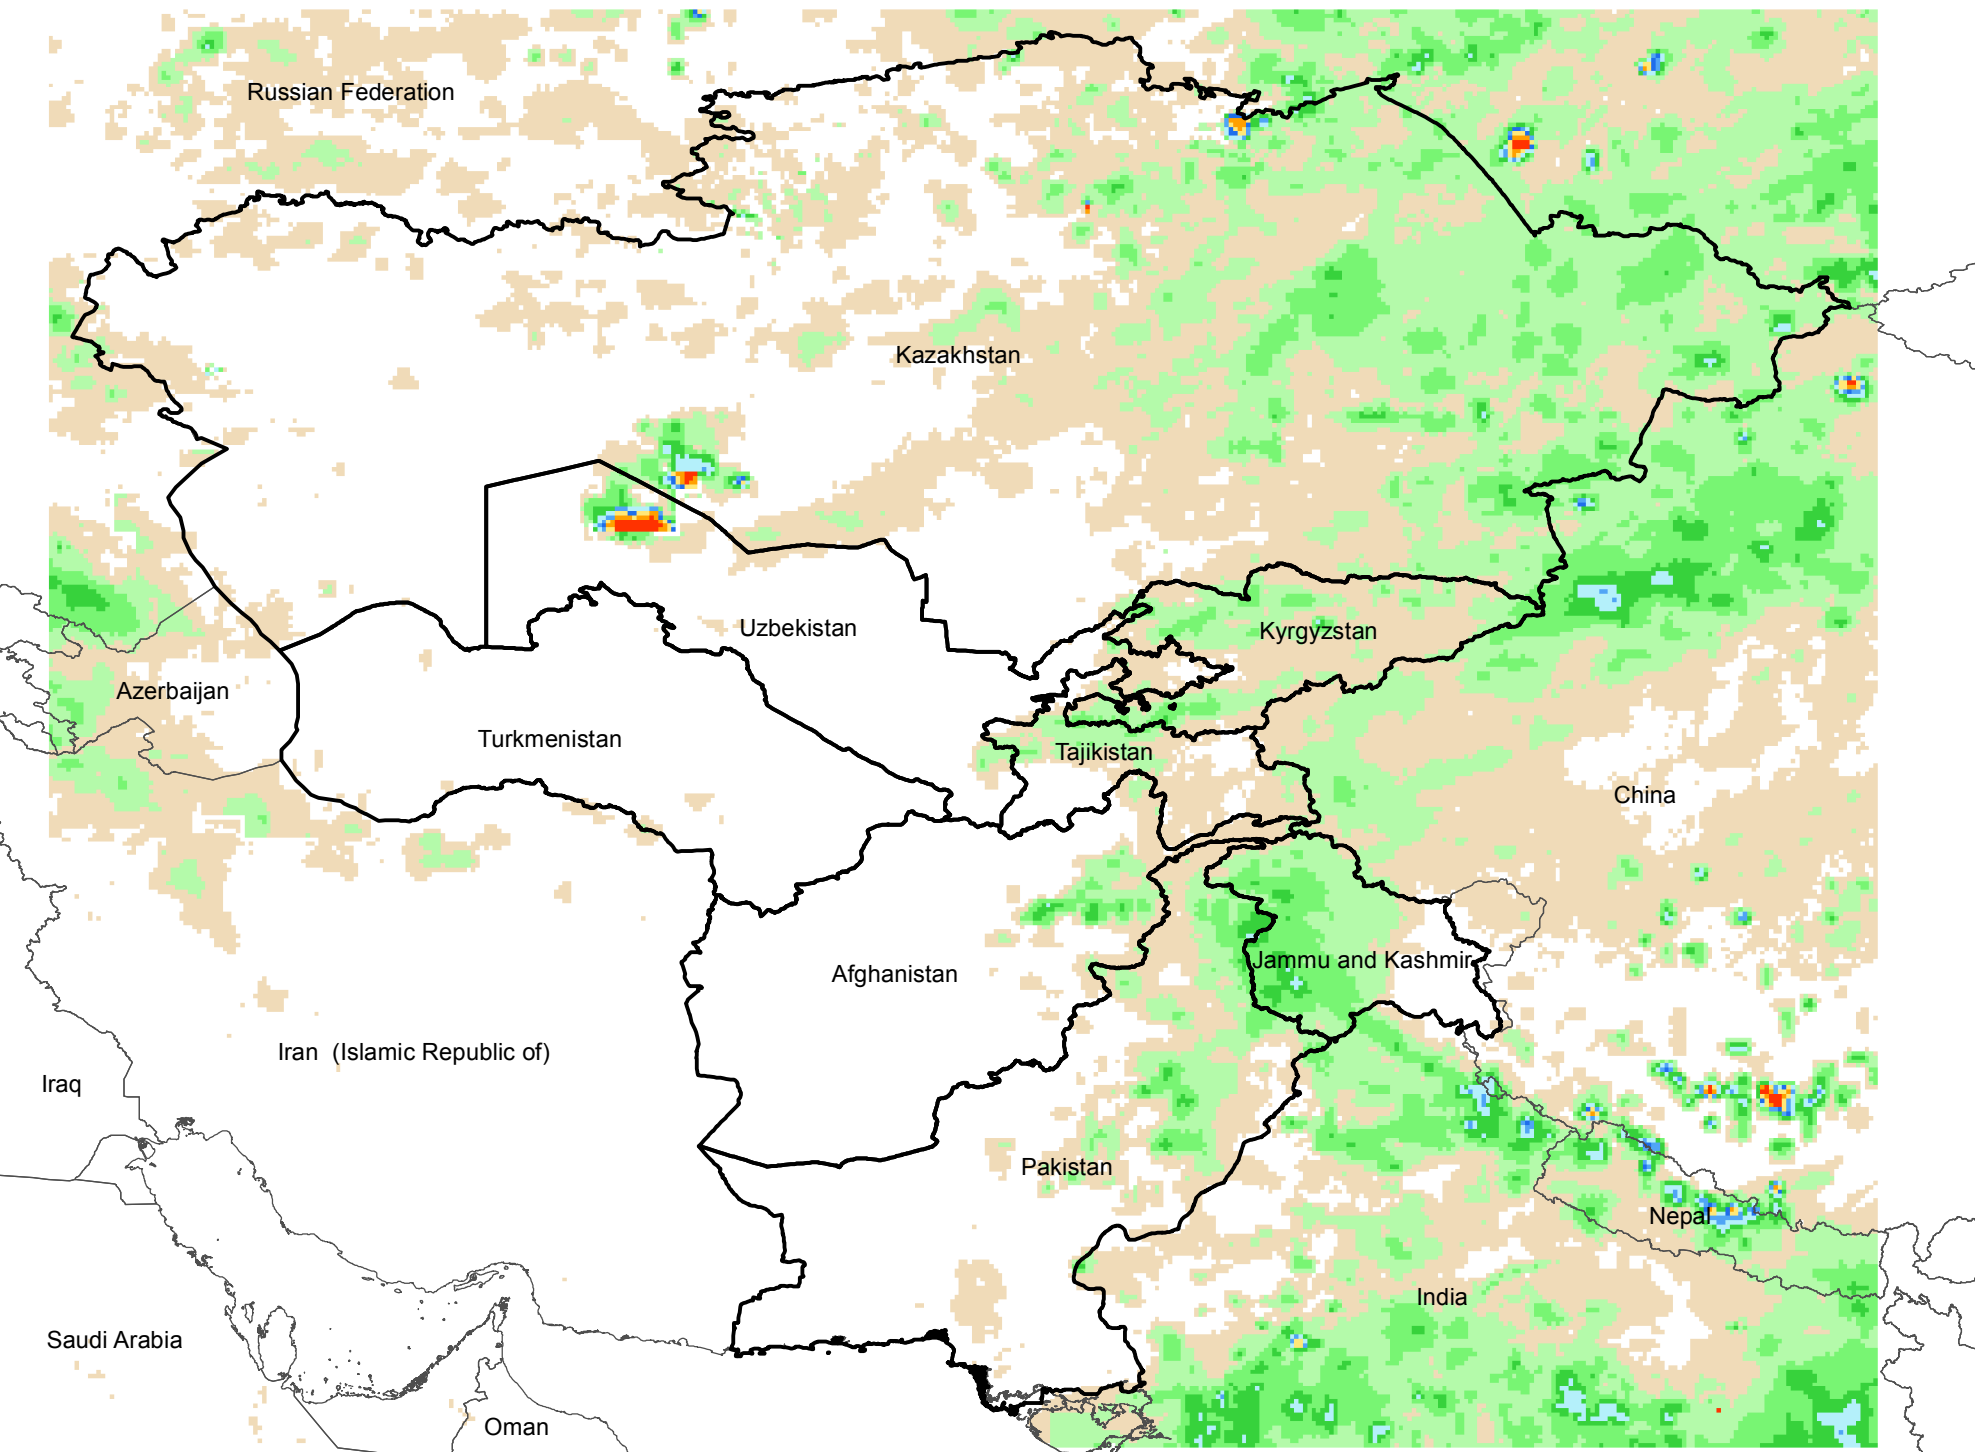 Russian Federation
Kazakhstan
Uzbekistan
Kyrgyzstan
Azerbaijan
Turkmenistan
Tajikistan
China
Jammu and Kashmir
Afghanistan
Iran  (Islamic Republic of)
Iraq
Pakistan
Nepal
India
Saudi Arabia
Oman